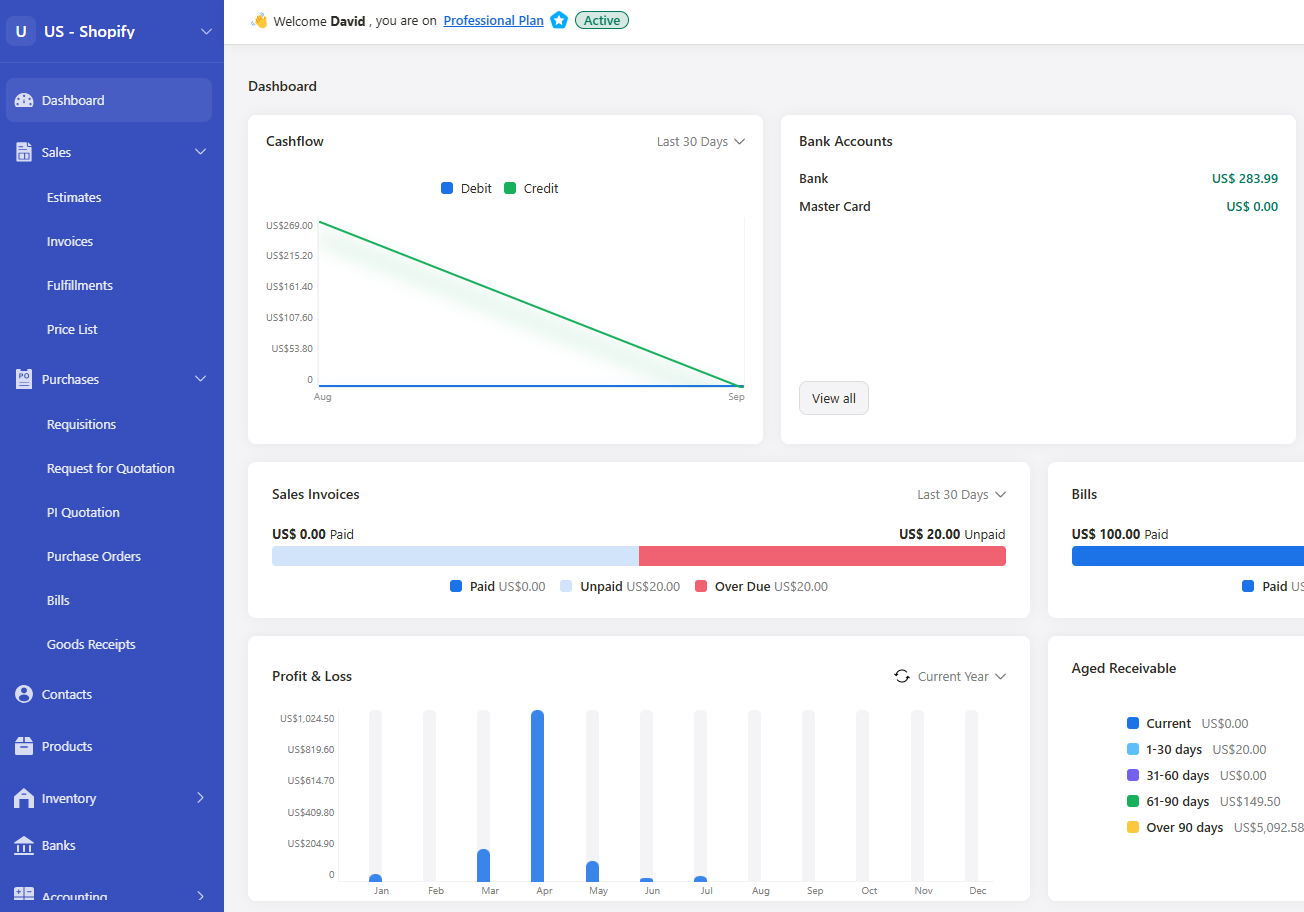 U US - Shopify
👋 Welcome David , you are on Professional Plan Active
Dashboard
Sales
Estimates
Invoices
Fulfillments
Price List
PO Purchases
Requisitions
Request for Quotation
PI Quotation
Purchase Orders
Bills
Goods Receipts
Contacts
Products
Inventory
Banks
Accounting
Dashboard
Cashflow
Last 30 Days
Debit Credit
US$269.00
US$215.20
US$161.40
US$107.60
US$53.80
0
Aug Sep
Bank Accounts
Bank US$ 283.99
Master Card US$ 0.00
View all
Sales Invoices
Last 30 Days
US$ 0.00 Paid US$ 20.00 Unpaid
Paid US$0.00 Unpaid US$20.00 Over Due US$20.00
Bills
US$ 100.00 Paid
Paid US
Profit & Loss
Current Year
US$1,024.50
US$819.60
US$614.70
US$409.80
US$204.90
0
Jan Feb Mar Apr May Jun Jul Aug Sep Oct Nov Dec
Aged Receivable
Current US$0.00
1-30 days US$20.00
31-60 days US$0.00
61-90 days US$149.50
Over 90 days US$5,092.58